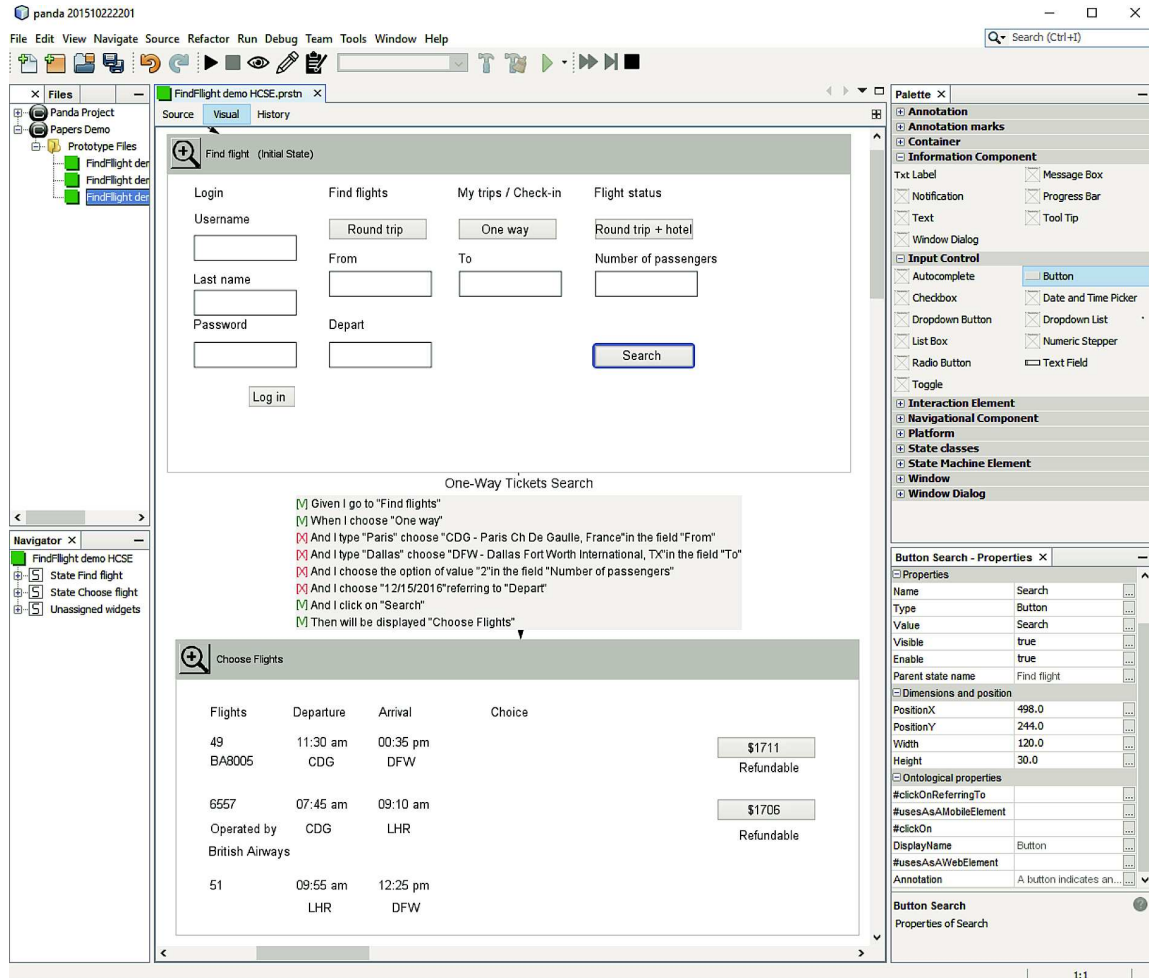 panda 201510222201
File Edit View Navigate Source Refactor Run Debug Team Tools Window Help
Search (Ctrl+I)
Files
Panda Project
Papers Demo
Prototype Files
FindFlight der
FindFlight der
FindFlight der
Navigator
FindFlight demo HCSE
State Find flight
State Choose flight
Unassigned widgets
FindFlight demo HCSE.prstn
Source Visual History
Find flight (Initial State)
Login Find flights My trips / Check-in Flight status
Username
Round trip One way Round trip + hotel
From To Number of passengers
Last name
Password Depart
Search
Log in
One-Way Tickets Search
[V] Given I go to "Find flights"
[V] When I choose "One way"
[X] And I type "Paris" choose "CDG - Paris Ch De Gaulle, France"in the field "From"
[X] And I type "Dallas" choose "DFW - Dallas Fort Worth International, TX"in the field "To"
[X] And I choose the option of value "2"in the field "Number of passengers"
[X] And I choose "12/15/2016"referring to "Depart"
[V] And I click on "Search"
[V] Then will be displayed "Choose Flights"
Choose Flights
Flights Departure Arrival Choice
49 11:30 am 00:35 pm $1711
BA8005 CDG DFW Refundable
6557 07:45 am 09:10 am $1706
Operated by CDG LHR Refundable
British Airways
51 09:55 am 12:25 pm
LHR DFW
Palette
Annotation
Annotation marks
Container
Information Component
Txt Label Message Box
Notification Progress Bar
Text Tool Tip
Window Dialog
Input Control
Autocomplete Button
Checkbox Date and Time Picker
Dropdown Button Dropdown List
List Box Numeric Stepper
Radio Button Text Field
Toggle
Interaction Element
Navigational Component
Platform
State classes
State Machine Element
Window
Window Dialog
Button Search - Properties
Properties
Name Search
Type Button
Value Search
Visible true
Enable true
Parent state name Find flight
Dimensions and position
PositionX 498.0
PositionY 244.0
Width 120.0
Height 30.0
Ontological properties
#clickOnReferringTo
#usesAsAMobileElement
#clickOn
DisplayName Button
#usesAsAWebElement
Annotation A button indicates an...
Button Search
Properties of Search
1:1